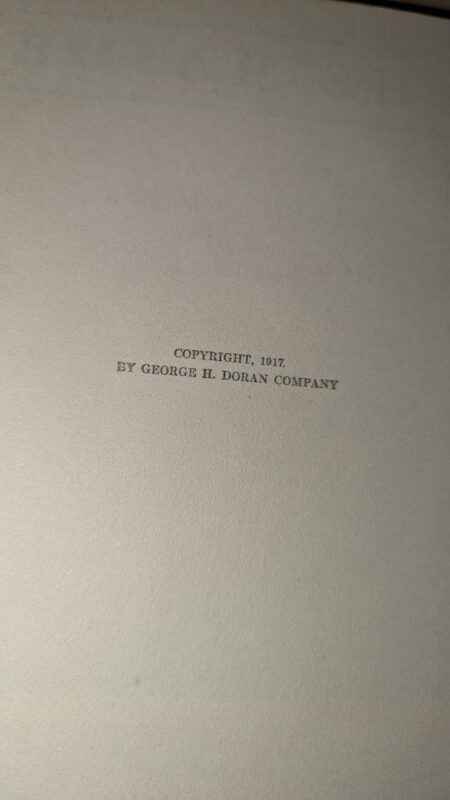 COPYRIGHT, 1917,
BY GEORGE H. DORAN COMPANY